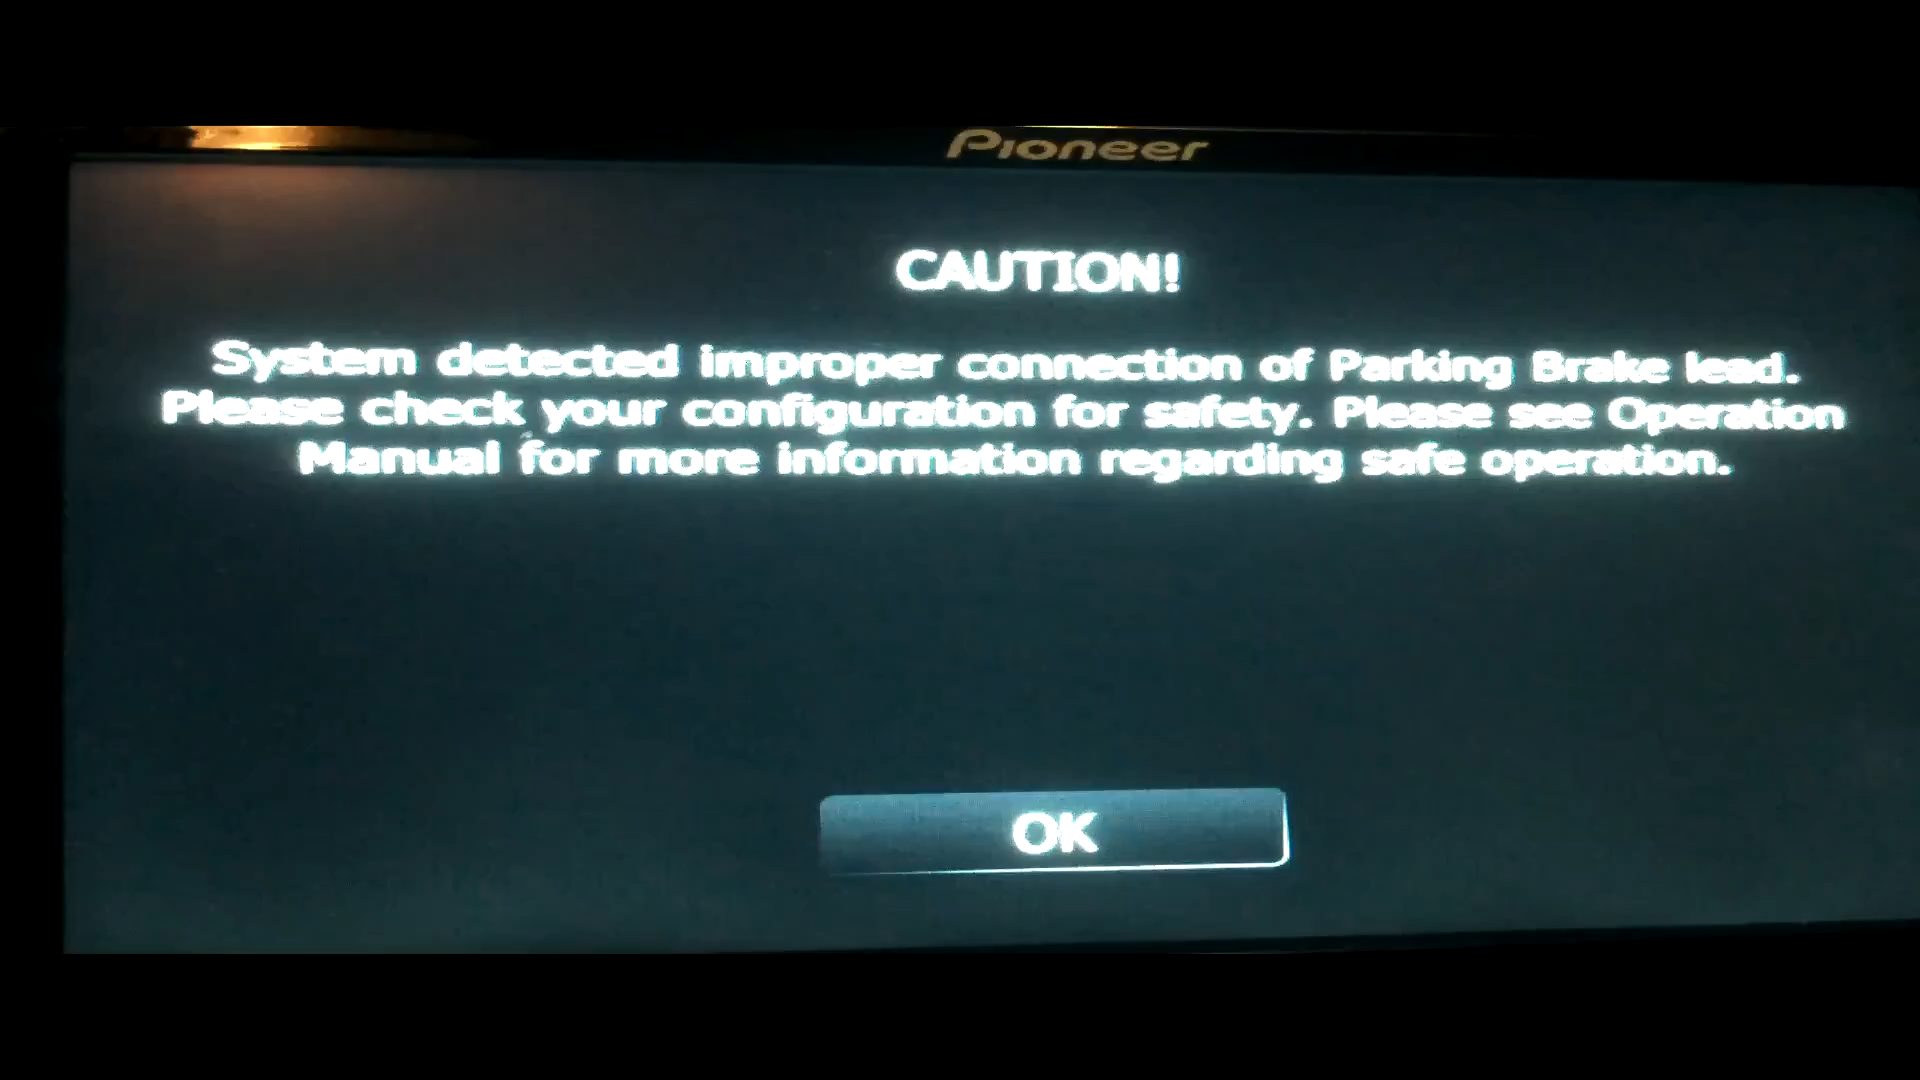 Pioneer
CAUTION!
System detected improper connection of Parking Brake lead.
Please check your configuration for safety. Please see Operation
Manual for more information regarding safe operation.
OK